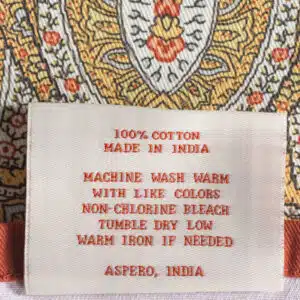 100% COTTON
MADE IN INDIA
MACHINE WASH WARM
WITH LIKE COLORS
NON-CHLORINE BLEACH
TUMBLE DRY LOW
WARM IRON IF NEEDED
ASPERO, INDIA